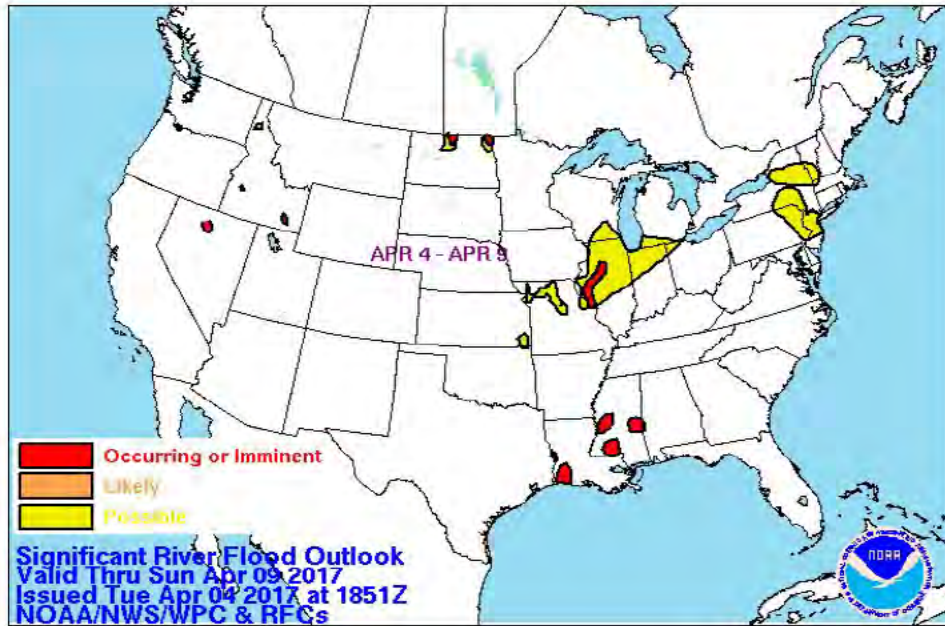 APR 4 - APR 9
Occurring or Imminent
Likely
Possible
Significant River Flood Outlook
Valid Thru Sun Apr 09 2017
Issued Tue Apr 04 2017 at 1851Z
NOAA/NWS/WPC & RFCs
NOAA